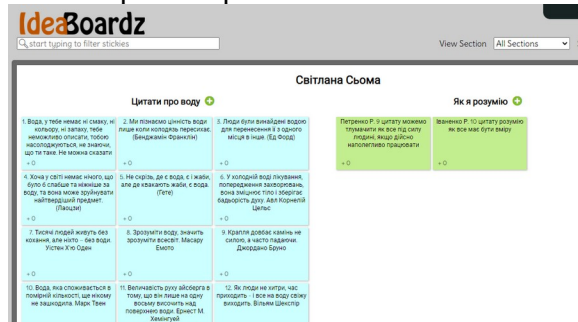 IdeaBoardz
start typing to filter stickies
View Section All Sections
Світлана Сьома
Цитати про воду
Як я розумію
1. Вода, у тебе немає ні смаку, ні
кольору, ні запаху, тебе
неможливо описати, тобою
насолоджуються, не знаючи,
що ти таке. Не можна сказати
+ 0
2. Ми пізнаємо цінність води
лише коли колодязь пересихає.
(Бенджамін Франклін)
+ 0
3. Люди були винайдені водою
для перенесення її з одного
місця в інше. (Ед Форд)
+ 0
Петренко Р. 9 цитату можемо
тлумачити як все під силу
людині, якщо дійсно
наполегливо працювати
+ 0
Іваненко Р. 10 цитату розумію
як все має бути вміру
+ 0
4. Хоча у світі немає нічого, що
було б слабше та ніжніше за
воду, та вона може зруйнувати
найтвердіший предмет.
(Лаоцзи)
+ 0
5. Не скрізь, де є вода, є і жаби,
але де квакають жаби, є вода.
(Гете)
+ 0
6. У холодній воді лікування,
попередження захворювань,
вона зміцнює тіло і зберігає
бадьорість духу. Авл Корнелій
Цельс
+ 0
7. Тисячі людей живуть без
кохання, але ніхто – без води.
Уістен Х'ю Оден
+ 0
8. Зрозуміти воду, значить
зрозуміти всесвіт. Масару
Емото
+ 0
9. Крапля довбає камінь не
силою, а часто падаючи.
Джордано Бруно
+ 0
10. Вода, яка споживається в
помірній кількості, ще нікому
не зашкодила. Марк Твен
11. Величавість руху айсберга в
тому, що він лише на одну
восьму височить над
поверхнею води. Ернест М.
Хемінгуей
12. Як люди не хитри, час
приходить - і все на воду свіжу
виходить. Вільям Шекспір